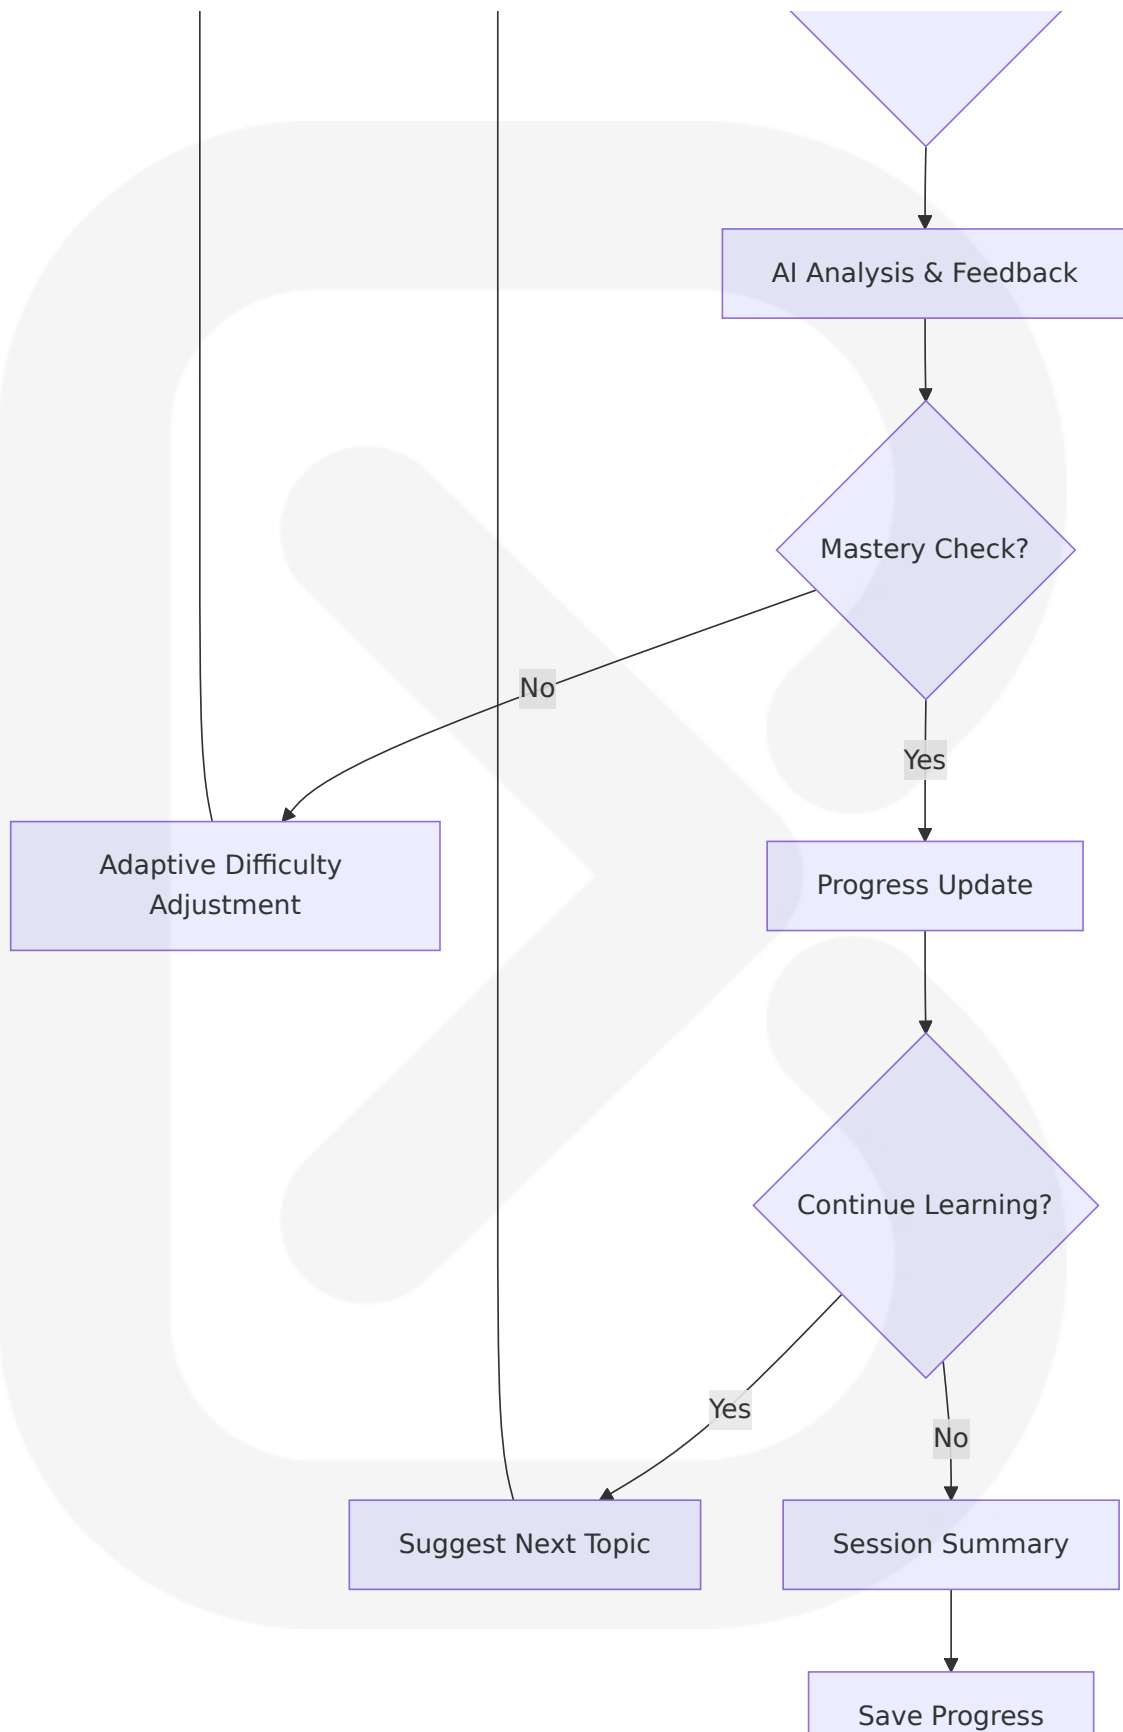 AI Analysis & Feedback
Mastery Check?
No
Yes
Adaptive Difficulty
Adjustment
Progress Update
Continue Learning?
Yes
No
Suggest Next Topic
Session Summary
Save Progress